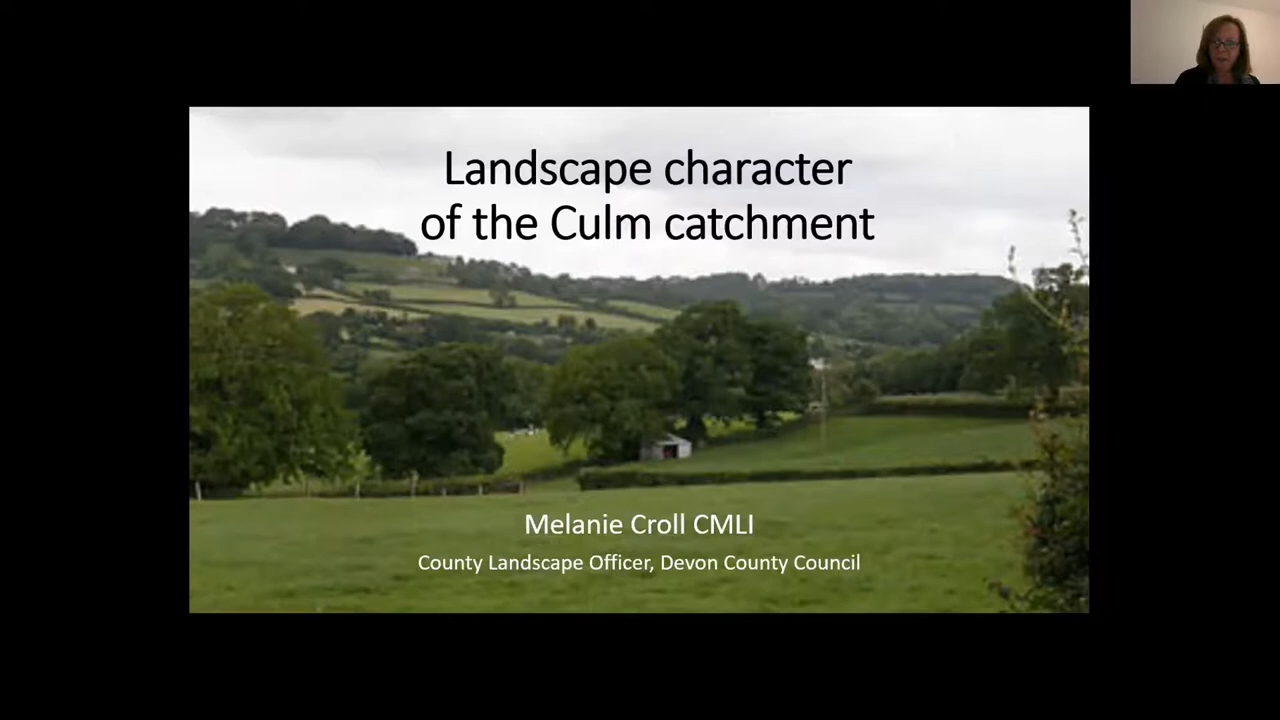 Landscape character
of the Culm catchment
Melanie Croll CMLI
County Landscape Officer, Devon County Council